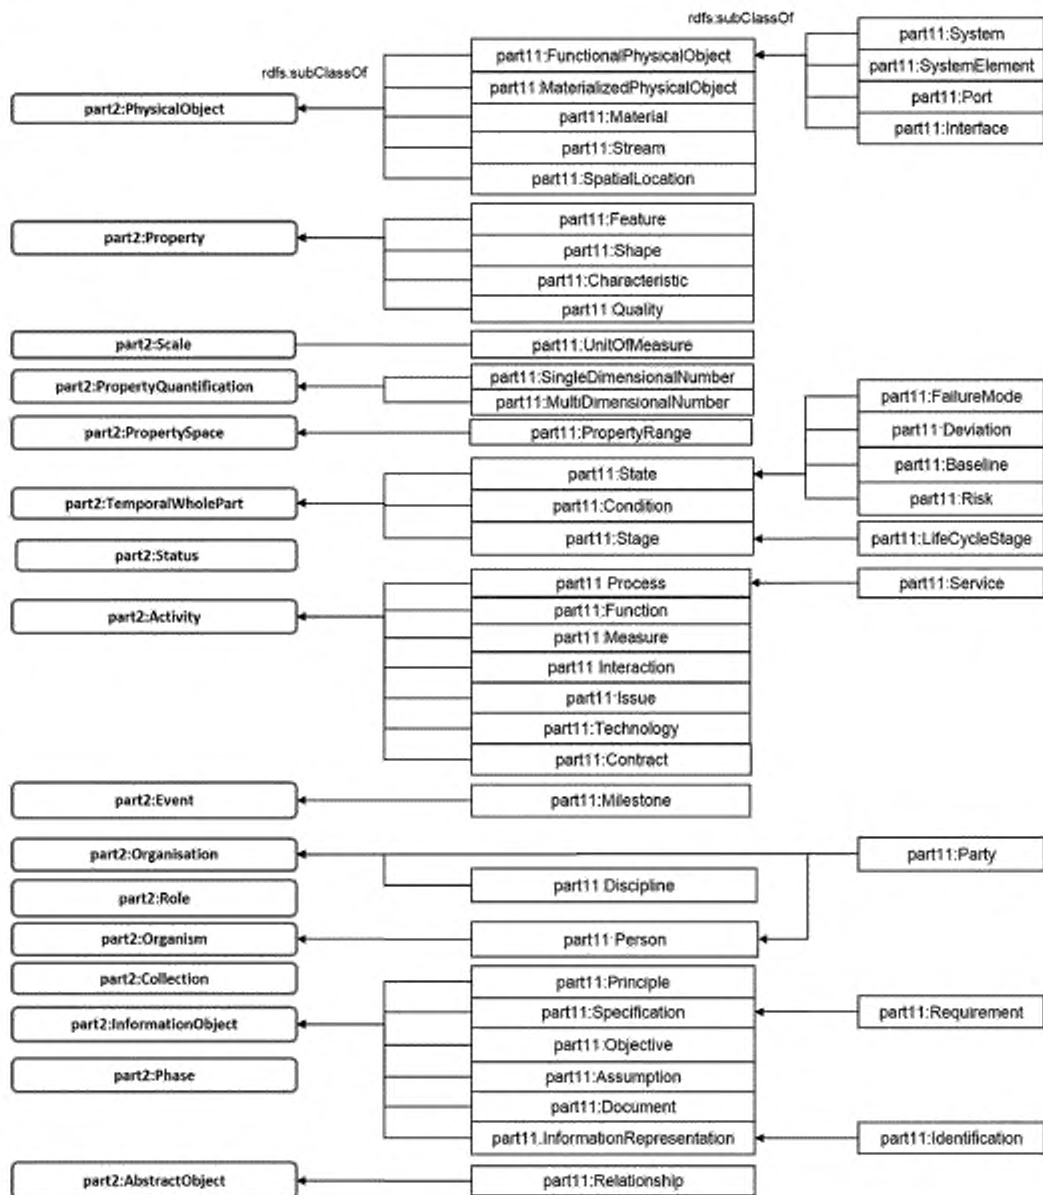 rdfs:subClassOf
part11:System
part11:FunctionalPhysicalObject
part11:SystemElement
rdfs:subClassOf
part11:MaterializedPhysicalObject
part11:Port
part2:PhysicalObject
part11:Material
part11:Interface
part11:Stream
part11:SpatialLocation
part11:Feature
part2:Property
part11:Shape
part11:Characteristic
part11:Quality
part2:Scale
part11:UnitOfMeasure
part11:SingleDimensionalNumber
part2:PropertyQuantification
part11:MultiDimensionalNumber
part11:FailureMode
part2:PropertySpace
part11:PropertyRange
part11:Deviation
part11:State
part11:Baseline
part2:TemporalWholePart
part11:Condition
part11:Risk
part11:Stage
part11:LifeCycleStage
part2:Status
part11:Process
part11:Service
part2:Activity
part11:Function
part11:Measure
part11:Interaction
part11:Issue
part11:Technology
part11:Contract
part2:Event
part11:Milestone
part2:Organisation
part11:Party
part11:Discipline
part2:Role
part2:Organism
part11:Person
part2:Collection
part11:Principle
part2:InformationObject
part11:Specification
part11:Requirement
part11:Objective
part2:Phase
part11:Assumption
part11:Document
part11.InformationRepresentation
part11:Identification
part2:AbstractObject
part11:Relationship